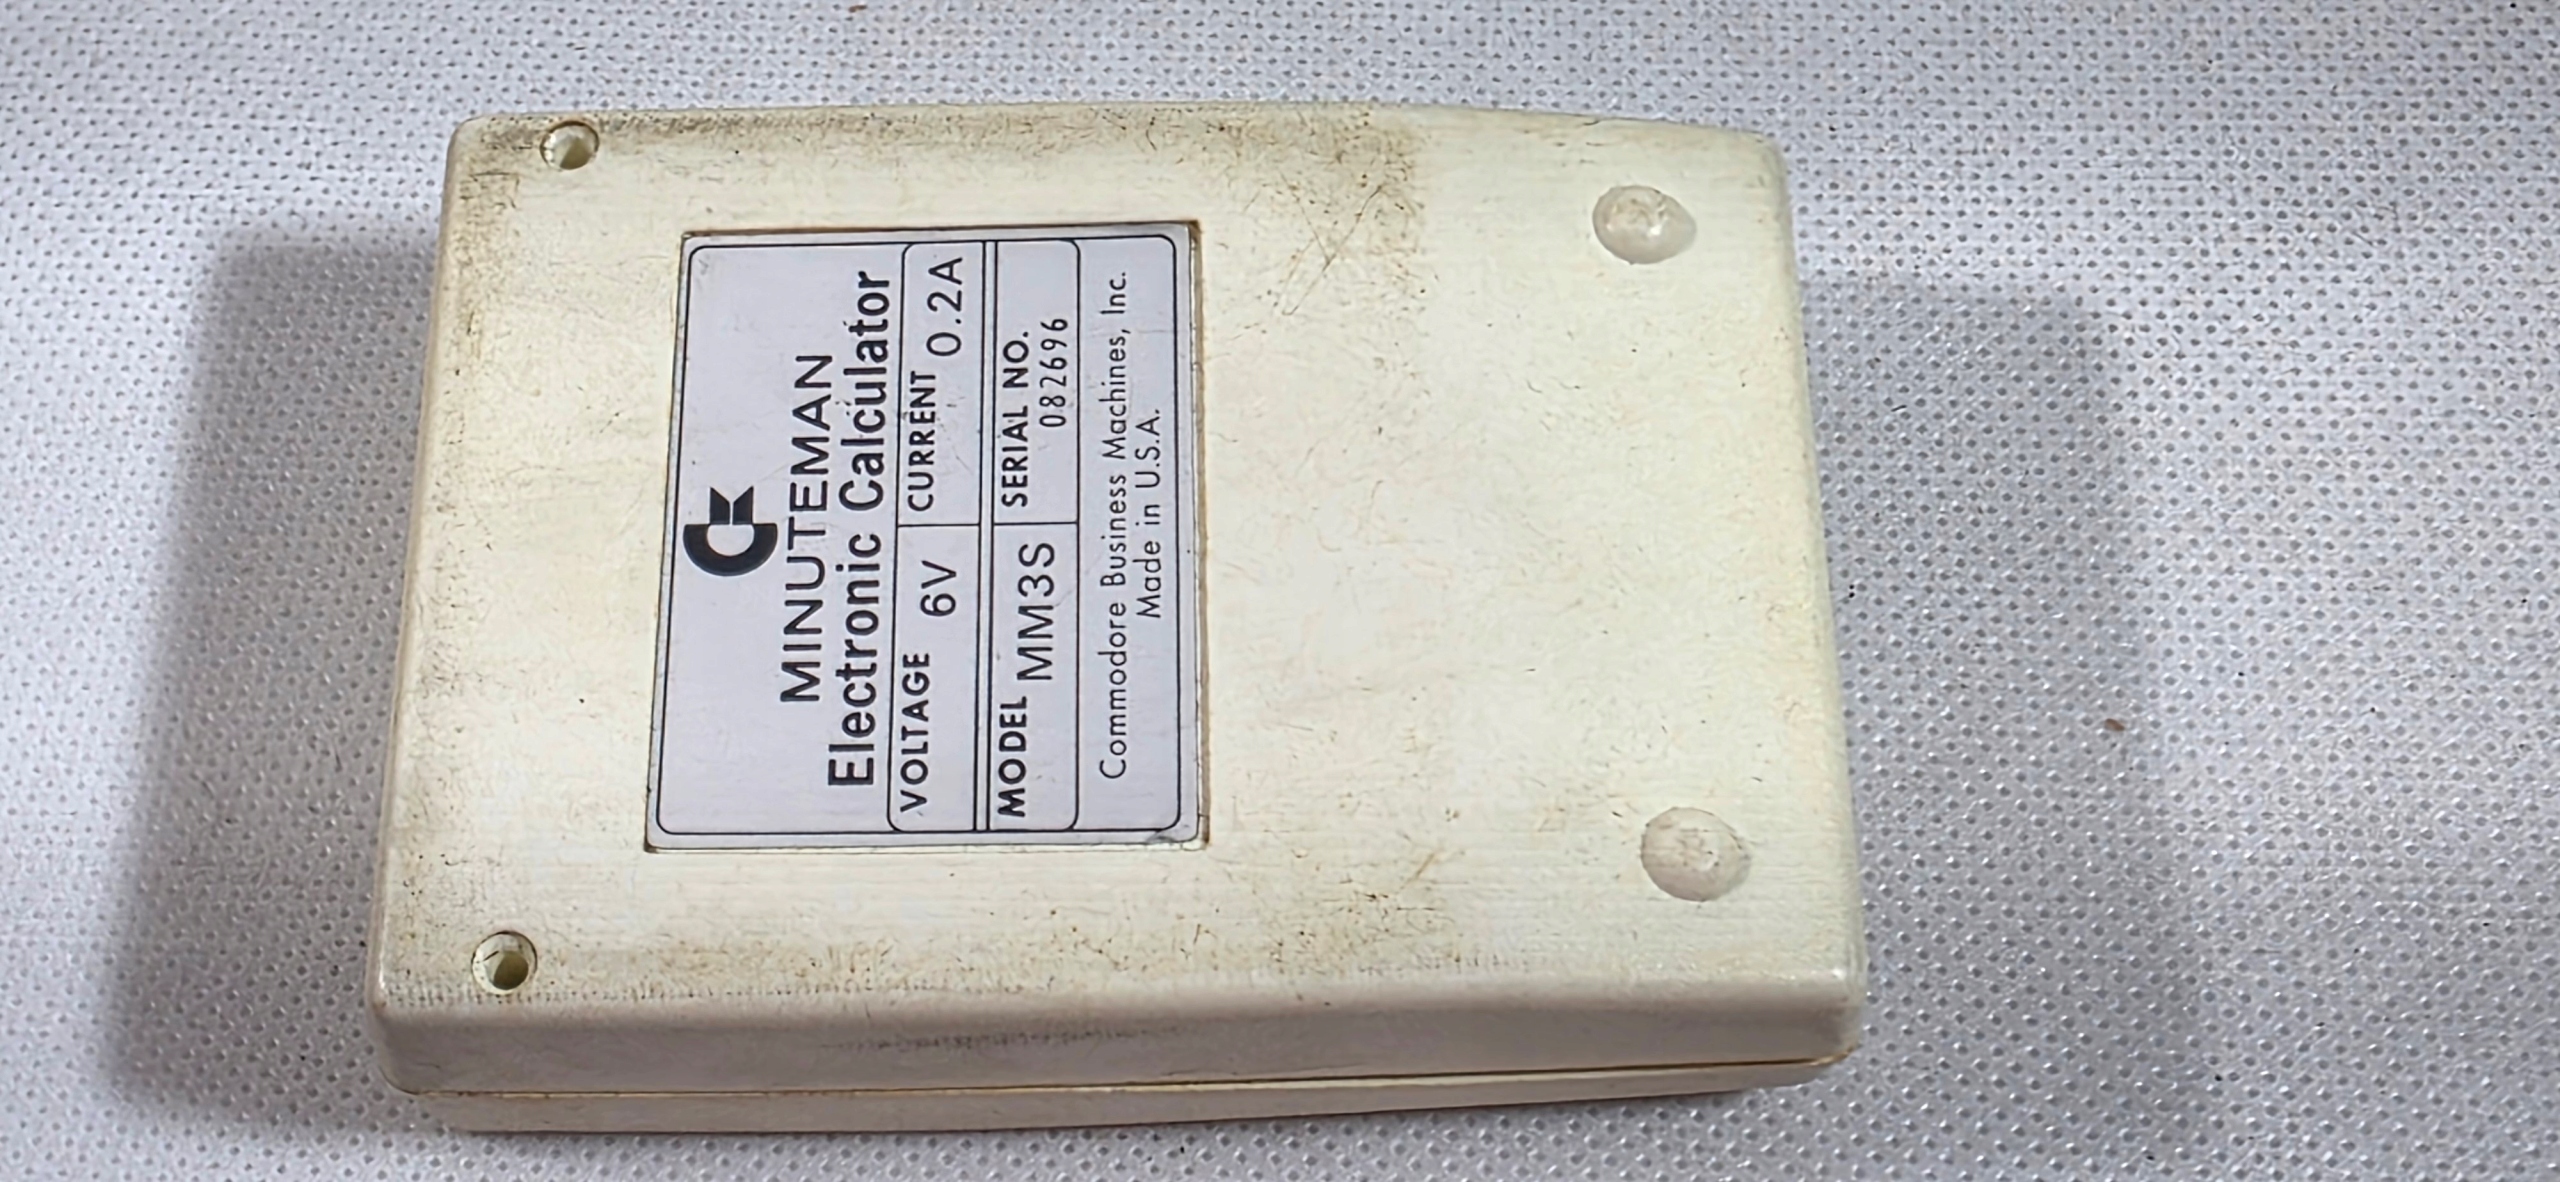 MINUTEMAN
Electronic Calculator
VOLTAGE 6V CURRENT 0.2A
MODEL MM3S SERIAL NO. 082696
Commodore Business Machines, Inc.
Made in U.S.A.